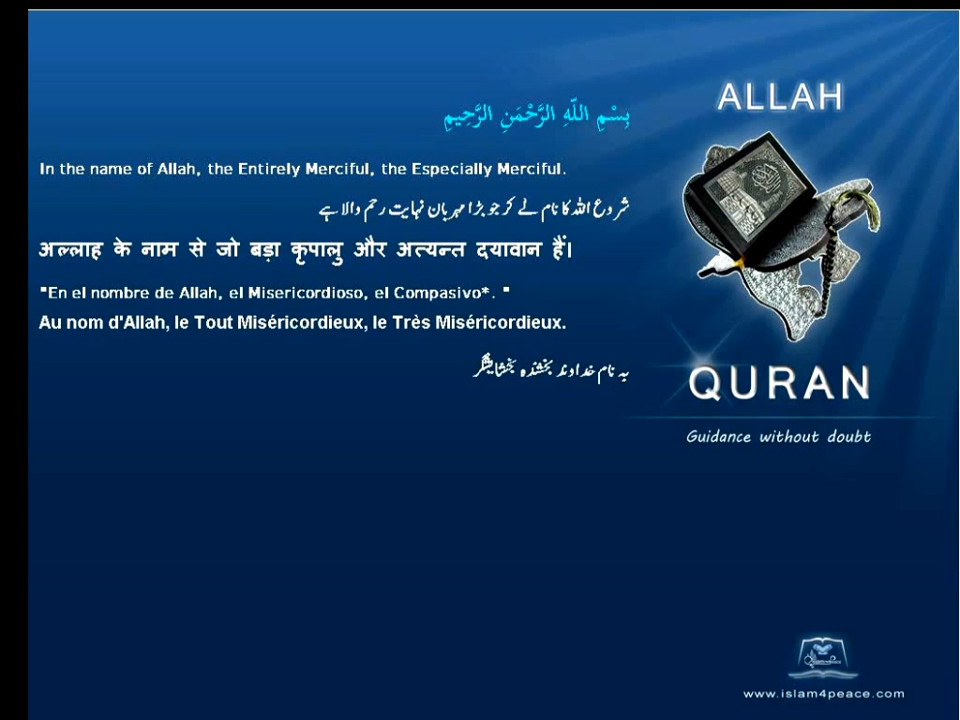 بِسْمِ اللّهِ الرَّحْمَنِ الرَّحِيمِ
In the name of Allah, the Entirely Merciful, the Especially Merciful.
شروع الله کا نام لے کر جو بڑا مہربان نہایت رحم والا ہے
अल्लाह के नाम से जो बड़ा कृपालु और अत्यन्त दयावान हैं।
"En el nombre de Allah, el Misericordioso, el Compasivo*. "
Au nom d'Allah, le Tout Miséricordieux, le Très Miséricordieux.
به نام خداوند بخشنده بخشایشگر
ALLAH
QURAN
Guidance without doubt
www.islam4peace.com